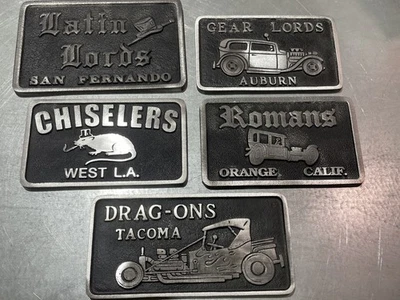 Latin
Lords
SAN FERNANDO
GEAR LORDS
AUBURN
CHISELERS
WEST L.A.
Romans
ORANGE CALIF.
DRAG-ONS
TACOMA